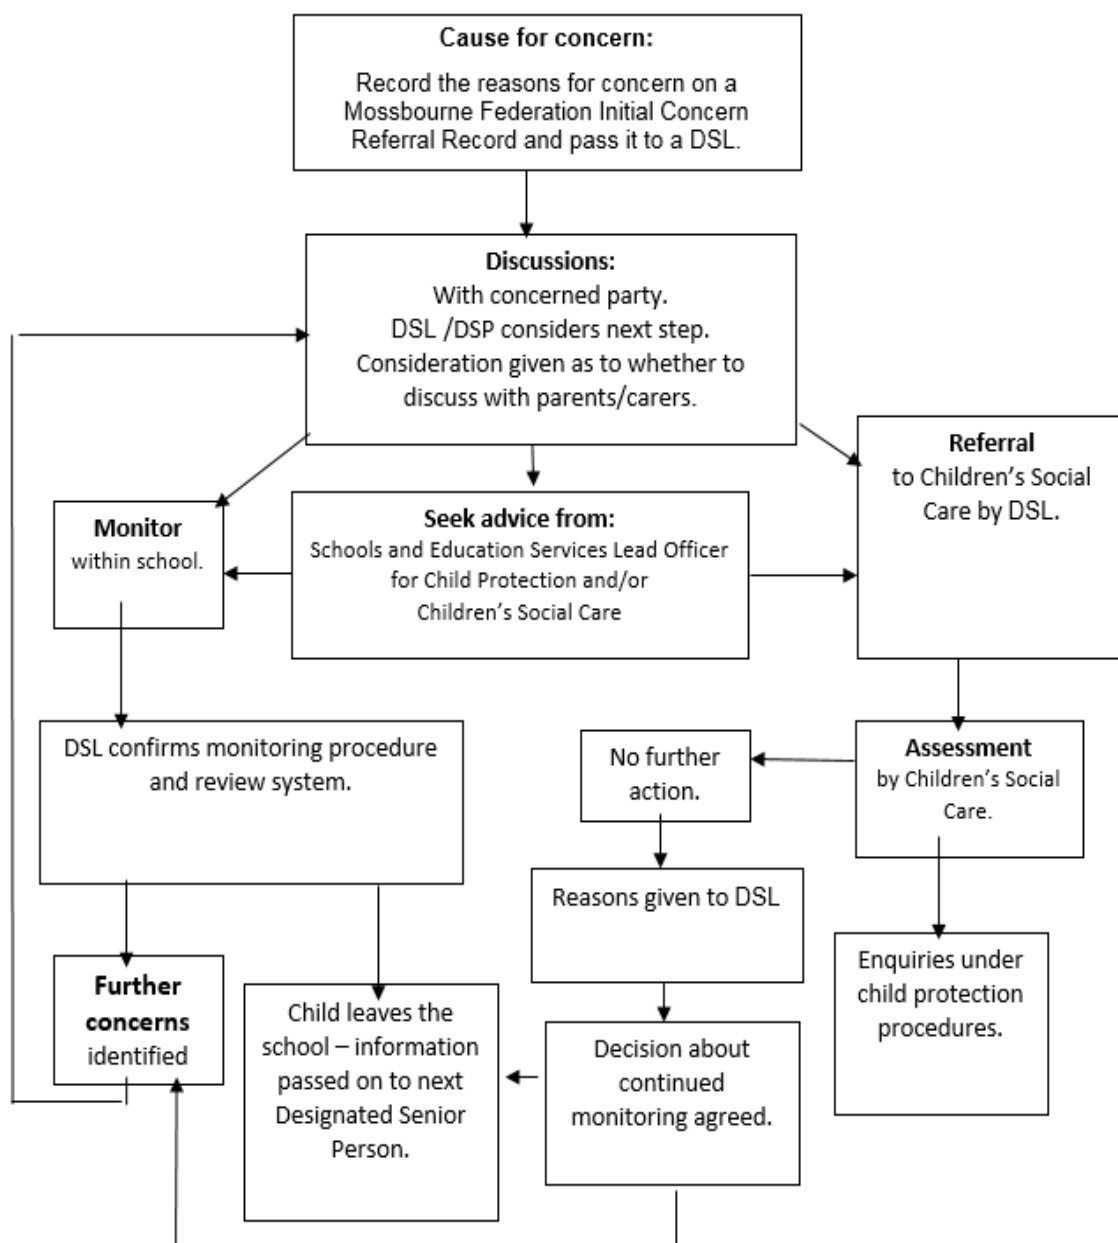 Cause for concern:
Record the reasons for concern on a
Mossbourne Federation Initial Concern
Referral Record and pass it to a DSL.
Discussions:
With concerned party.
DSL /DSP considers next step.
Consideration given as to whether to
discuss with parents/carers.
Referral
to Children’s Social
Care by DSL.
Monitor
within school.
Seek advice from:
Schools and Education Services Lead Officer
for Child Protection and/or
Children’s Social Care
DSL confirms monitoring procedure
and review system.
No further
action.
Assessment
by Children’s Social
Care.
Reasons given to DSL
Further
concerns
identified
Child leaves the
school – information
passed on to next
Designated Senior
Person.
Decision about
continued
monitoring agreed.
Enquiries under
child protection
procedures.